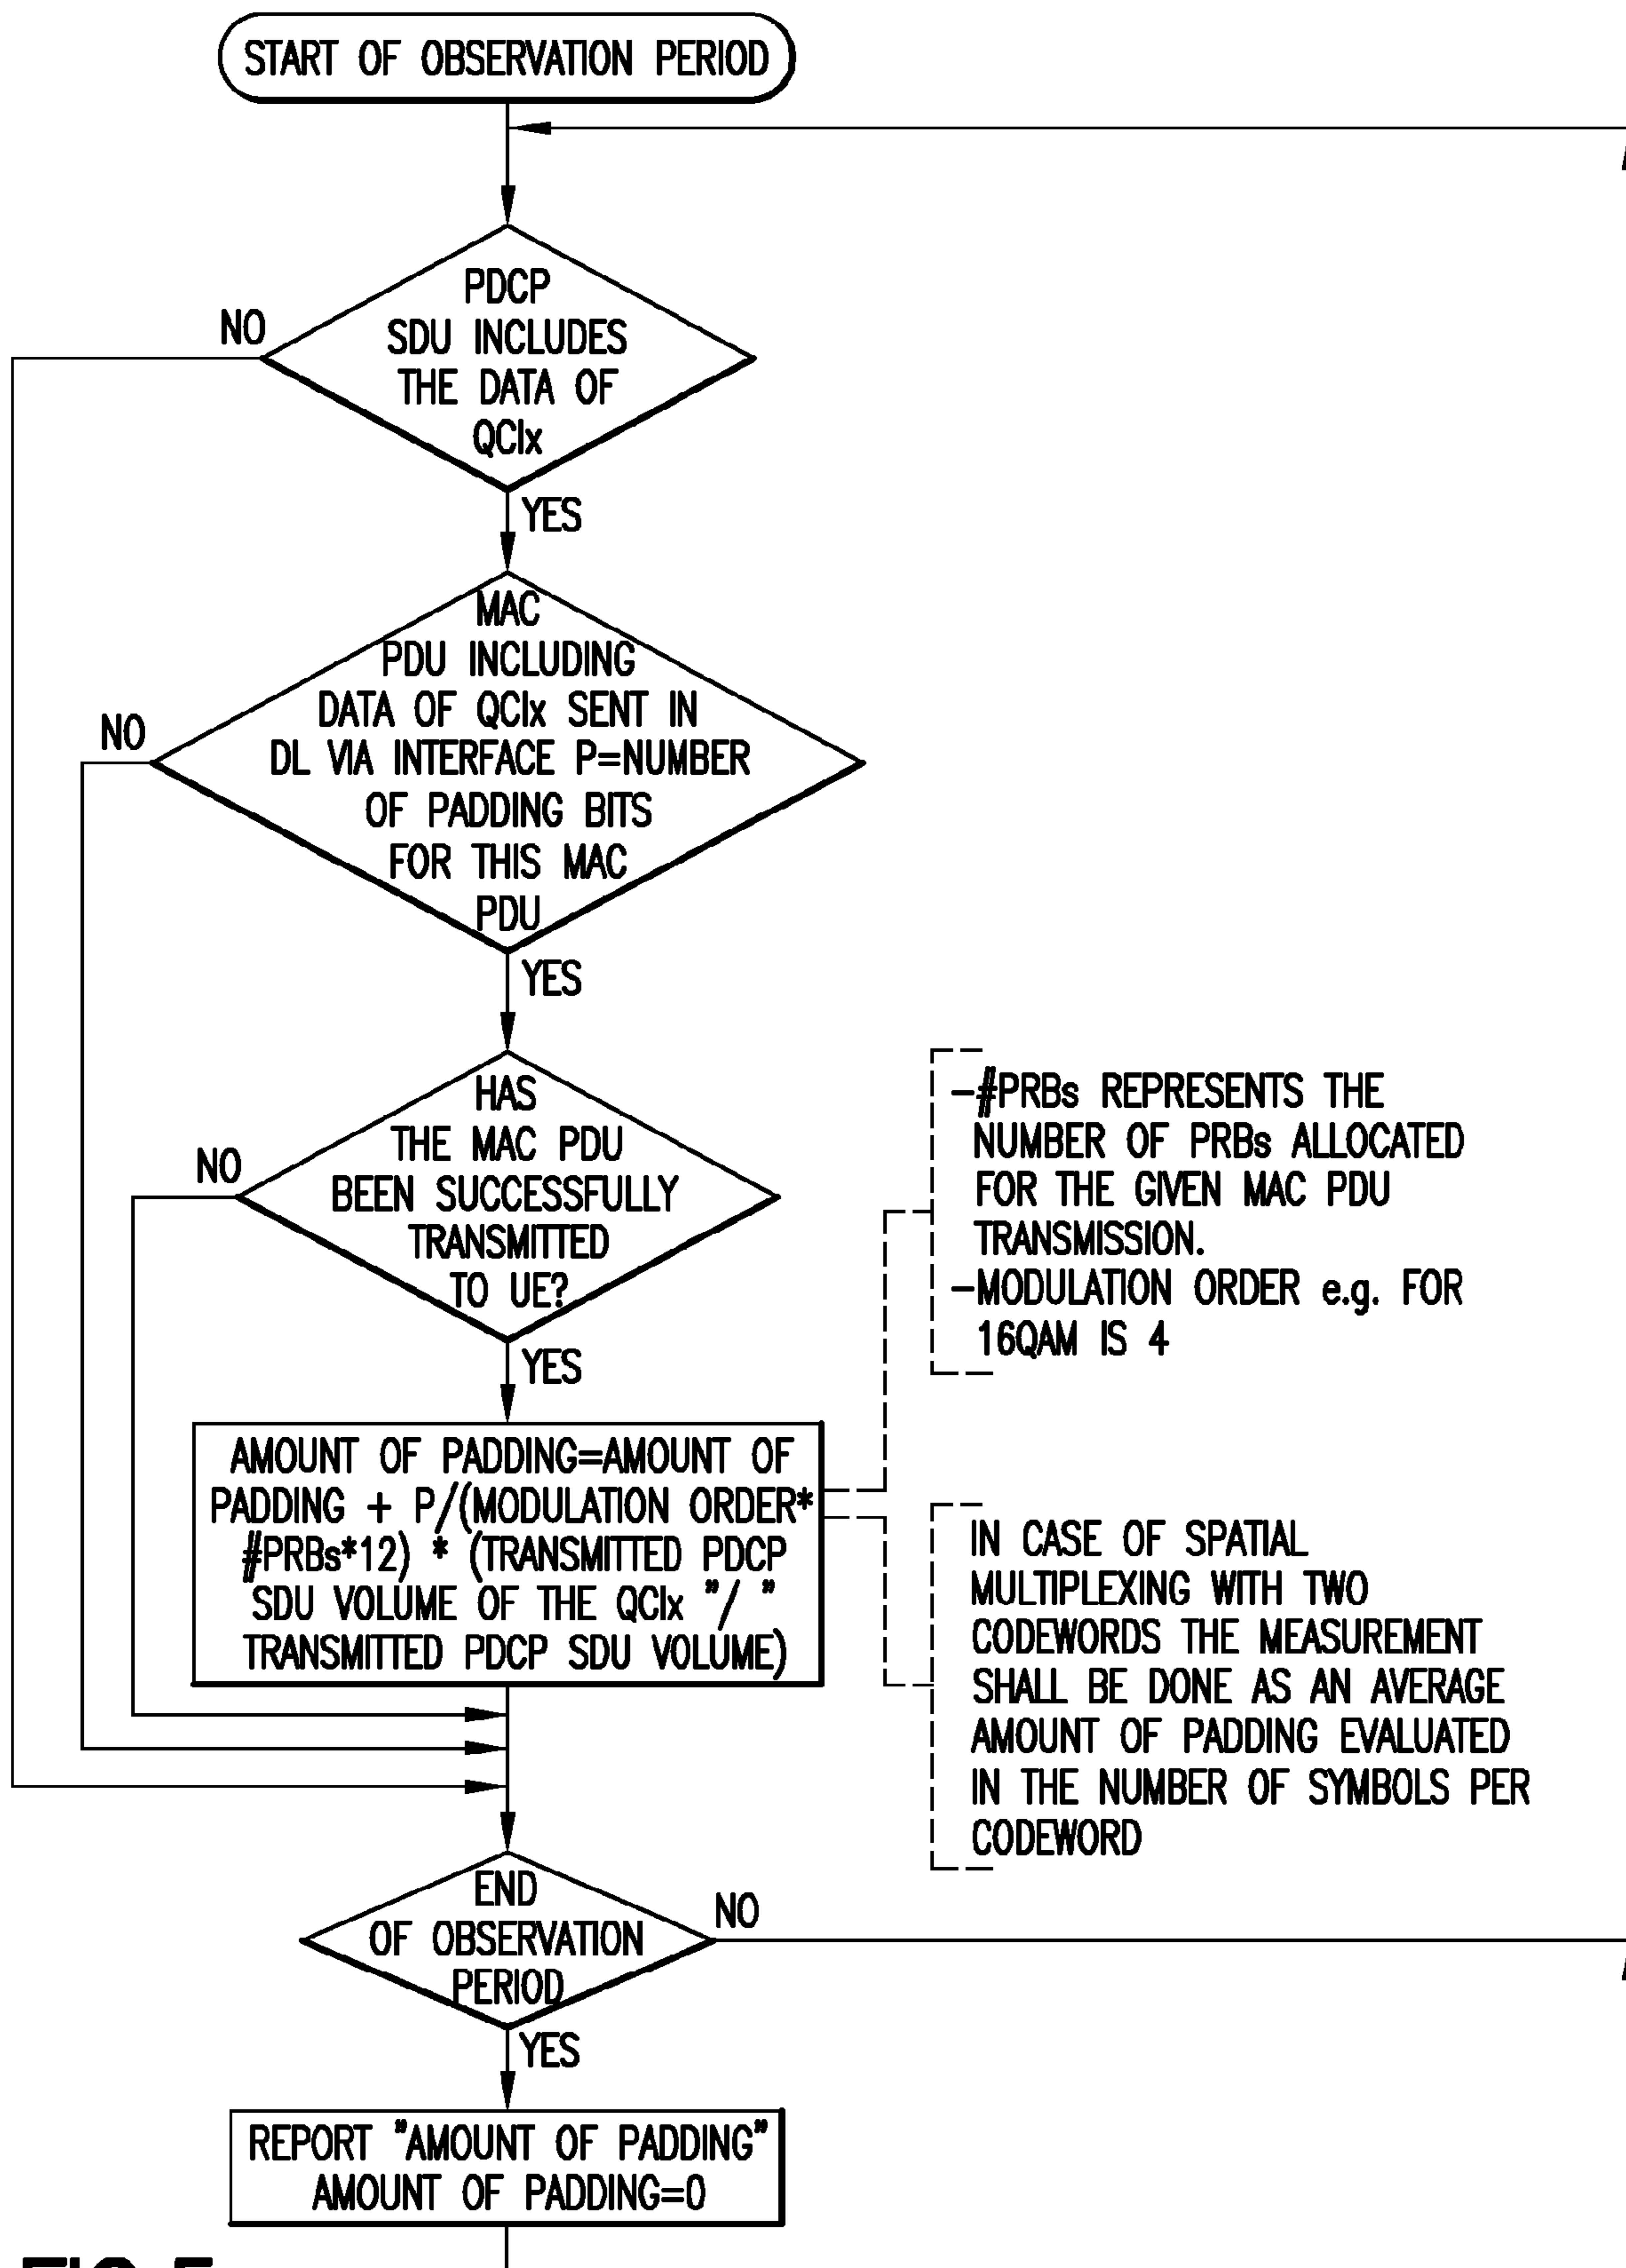 START OF OBSERVATION PERIOD
PDCP
SDU INCLUDES
THE DATA OF
QCIx
NO
YES
MAC
PDU INCLUDING
DATA OF QCIx SENT IN
DL VIA INTERFACE P=NUMBER
OF PADDING BITS
FOR THIS MAC
PDU
NO
YES
HAS
THE MAC PDU
BEEN SUCCESSFULLY
TRANSMITTED
TO UE?
NO
YES
-#PRBs REPRESENTS THE
NUMBER OF PRBs ALLOCATED
FOR THE GIVEN MAC PDU
TRANSMISSION.
-MODULATION ORDER e.g. FOR
16QAM IS 4
AMOUNT OF PADDING=AMOUNT OF
PADDING + P/(MODULATION ORDER*
#PRBs*12) * (TRANSMITTED PDCP
SDU VOLUME OF THE QCIx "/ "
TRANSMITTED PDCP SDU VOLUME)
IN CASE OF SPATIAL
MULTIPLEXING WITH TWO
CODEWORDS THE MEASUREMENT
SHALL BE DONE AS AN AVERAGE
AMOUNT OF PADDING EVALUATED
IN THE NUMBER OF SYMBOLS PER
CODEWORD
END
OF OBSERVATION
PERIOD
NO
YES
REPORT "AMOUNT OF PADDING"
AMOUNT OF PADDING=0